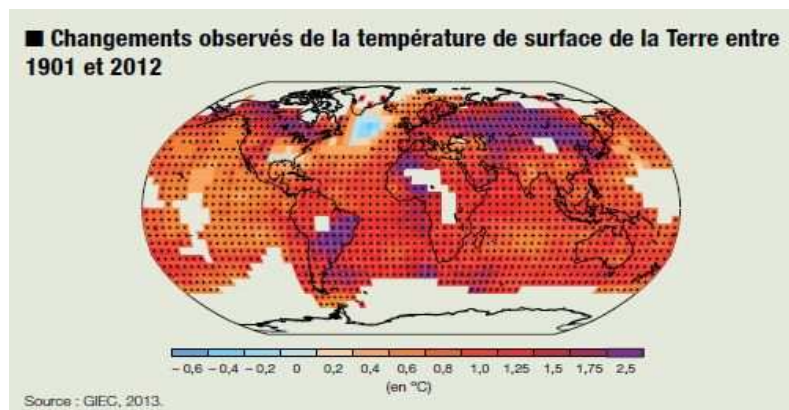 ■ Changements observés de la température de surface de la Terre entre
1901 et 2012
- 0,6 - 0,4 - 0,2 0 0,2 0,4 0,6 0,8 1,0 1,25 1,5 1,75 2,5
(en °C)
Source : GIEC, 2013.